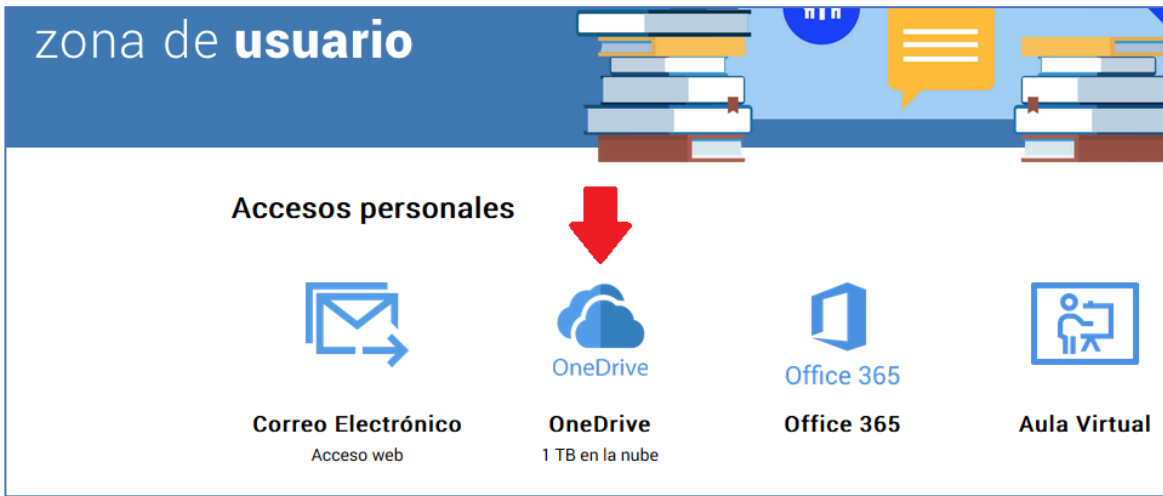 zona de usuario
Accesos personales
OneDrive
Office 365
Correo Electrónico
OneDrive
Office 365
Aula Virtual
Acceso web
1 TB en la nube